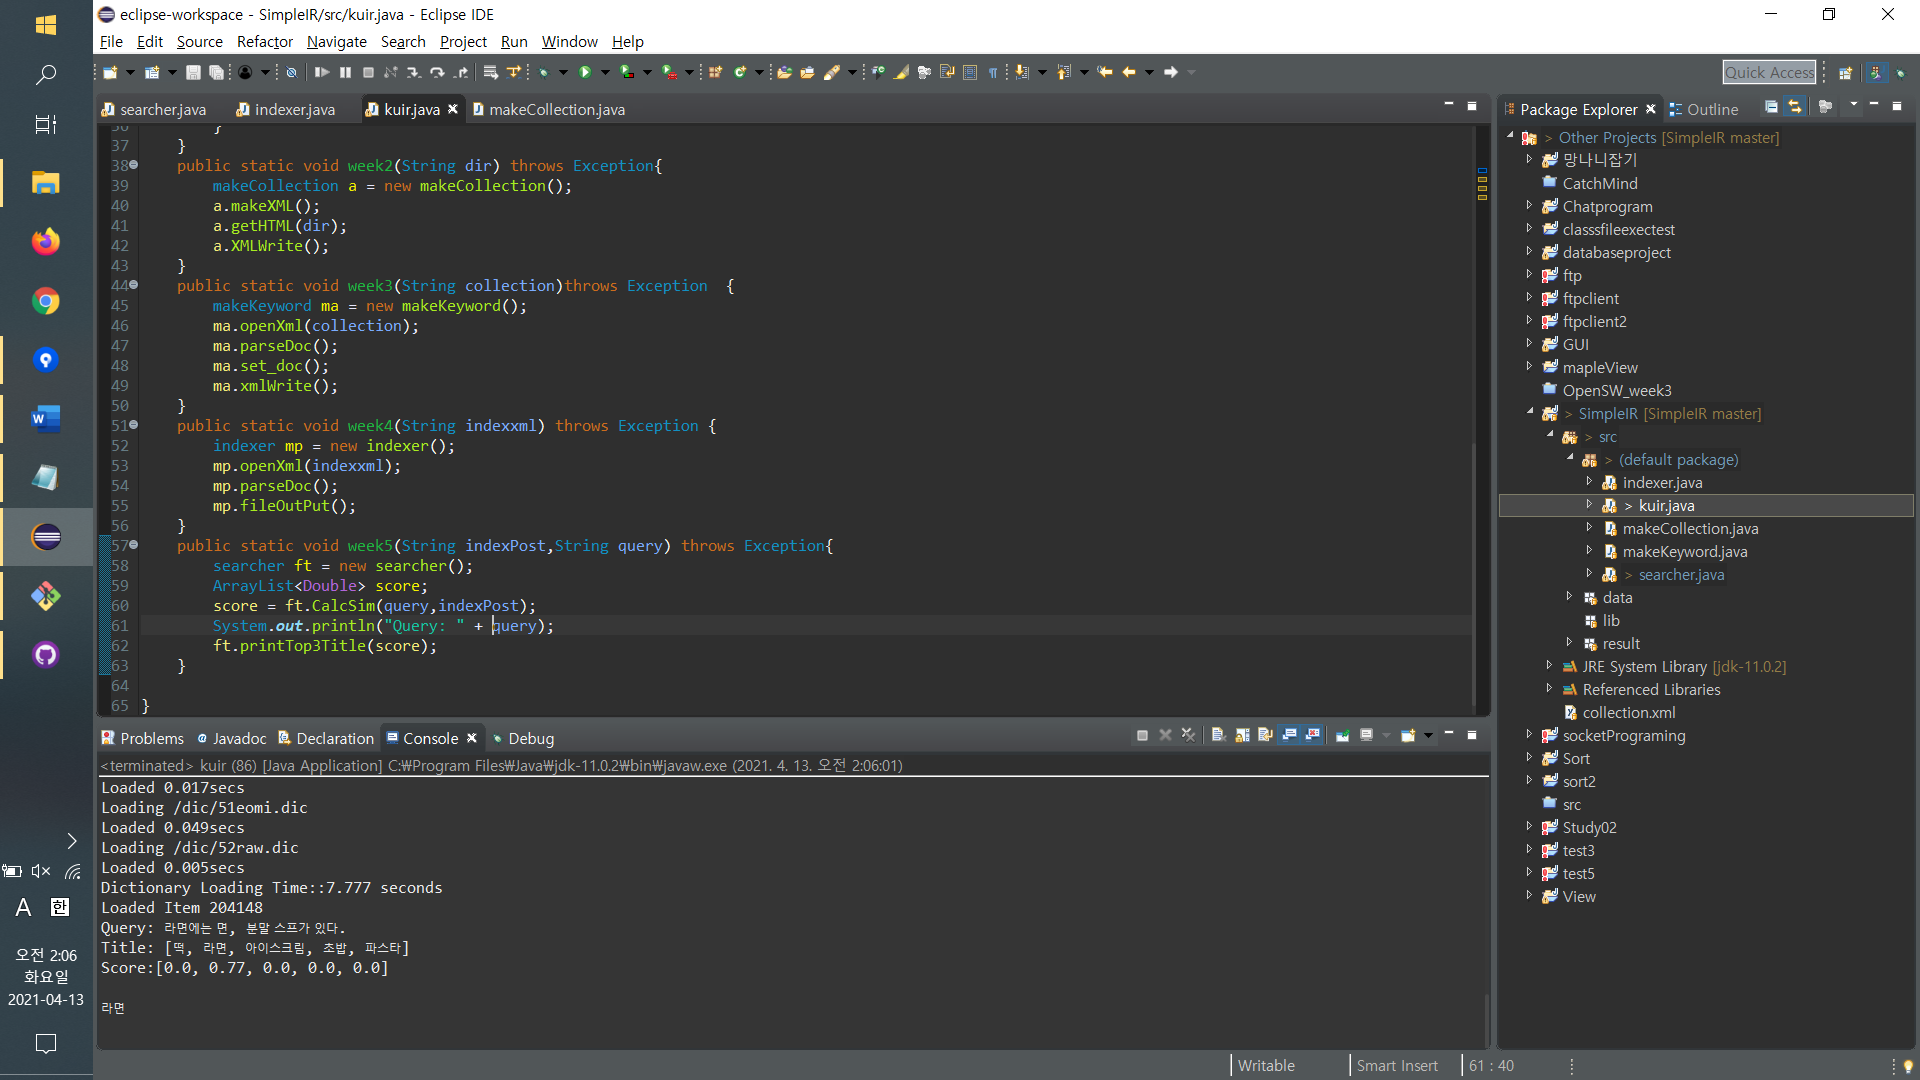 eclipse-workspace - SimpleIR/src/kuir.java - Eclipse IDE
File Edit Source Refactor Navigate Search Project Run Window Help
Quick Access
searcher.java indexer.java kuir.java makeCollection.java
36 }
37 }
38 public static void week2(String dir) throws Exception{
39 makeCollection a = new makeCollection();
40 a.makeXML();
41 a.getHTML(dir);
42 a.XMLWrite();
43 }
44 public static void week3(String collection)throws Exception {
45 makeKeyword ma = new makeKeyword();
46 ma.openXml(collection);
47 ma.parseDoc();
48 ma.set_doc();
49 ma.xmlWrite();
50 }
51 public static void week4(String indexxml) throws Exception {
52 indexer mp = new indexer();
53 mp.openXml(indexxml);
54 mp.parseDoc();
55 mp.fileOutPut();
56 }
57 public static void week5(String indexPost,String query) throws Exception{
58 searcher ft = new searcher();
59 ArrayList<Double> score;
60 score = ft.CalcSim(query,indexPost);
61 System.out.println("Query: " + query);
62 ft.printTop3Title(score);
63 }
64
65 }
Problems Javadoc Declaration Console Debug
<terminated> kuir (86) [Java Application] C:₩Program Files₩Java₩jdk-11.0.2₩bin₩javaw.exe (2021. 4. 13. 오전 2:06:01)
Loaded 0.017secs
Loading /dic/51eomi.dic
Loaded 0.049secs
Loading /dic/52raw.dic
Loaded 0.005secs
Dictionary Loading Time::7.777 seconds
Loaded Item 204148
Query: 라면에는 면, 분말 스프가 있다.
Title: [떡, 라면, 아이스크림, 초밥, 파스타]
Score:[0.0, 0.77, 0.0, 0.0, 0.0]
라면
Package Explorer Outline
> Other Projects [SimpleIR master]
망나니잡기
CatchMind
Chatprogram
classsfileexectest
databaseproject
ftp
ftpclient
ftpclient2
GUI
mapleView
OpenSW_week3
> SimpleIR [SimpleIR master]
> src
> (default package)
indexer.java
> kuir.java
makeCollection.java
makeKeyword.java
> searcher.java
data
lib
result
JRE System Library [jdk-11.0.2]
Referenced Libraries
collection.xml
socketPrograming
Sort
sort2
src
Study02
test3
test5
View
Writable Smart Insert 61 : 40
A 한
오전 2:06
화요일
2021-04-13